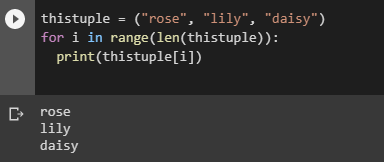 thistuple = ("rose", "lily", "daisy")
for i in range(len(thistuple)):
  print(thistuple[i])
rose
lily
daisy